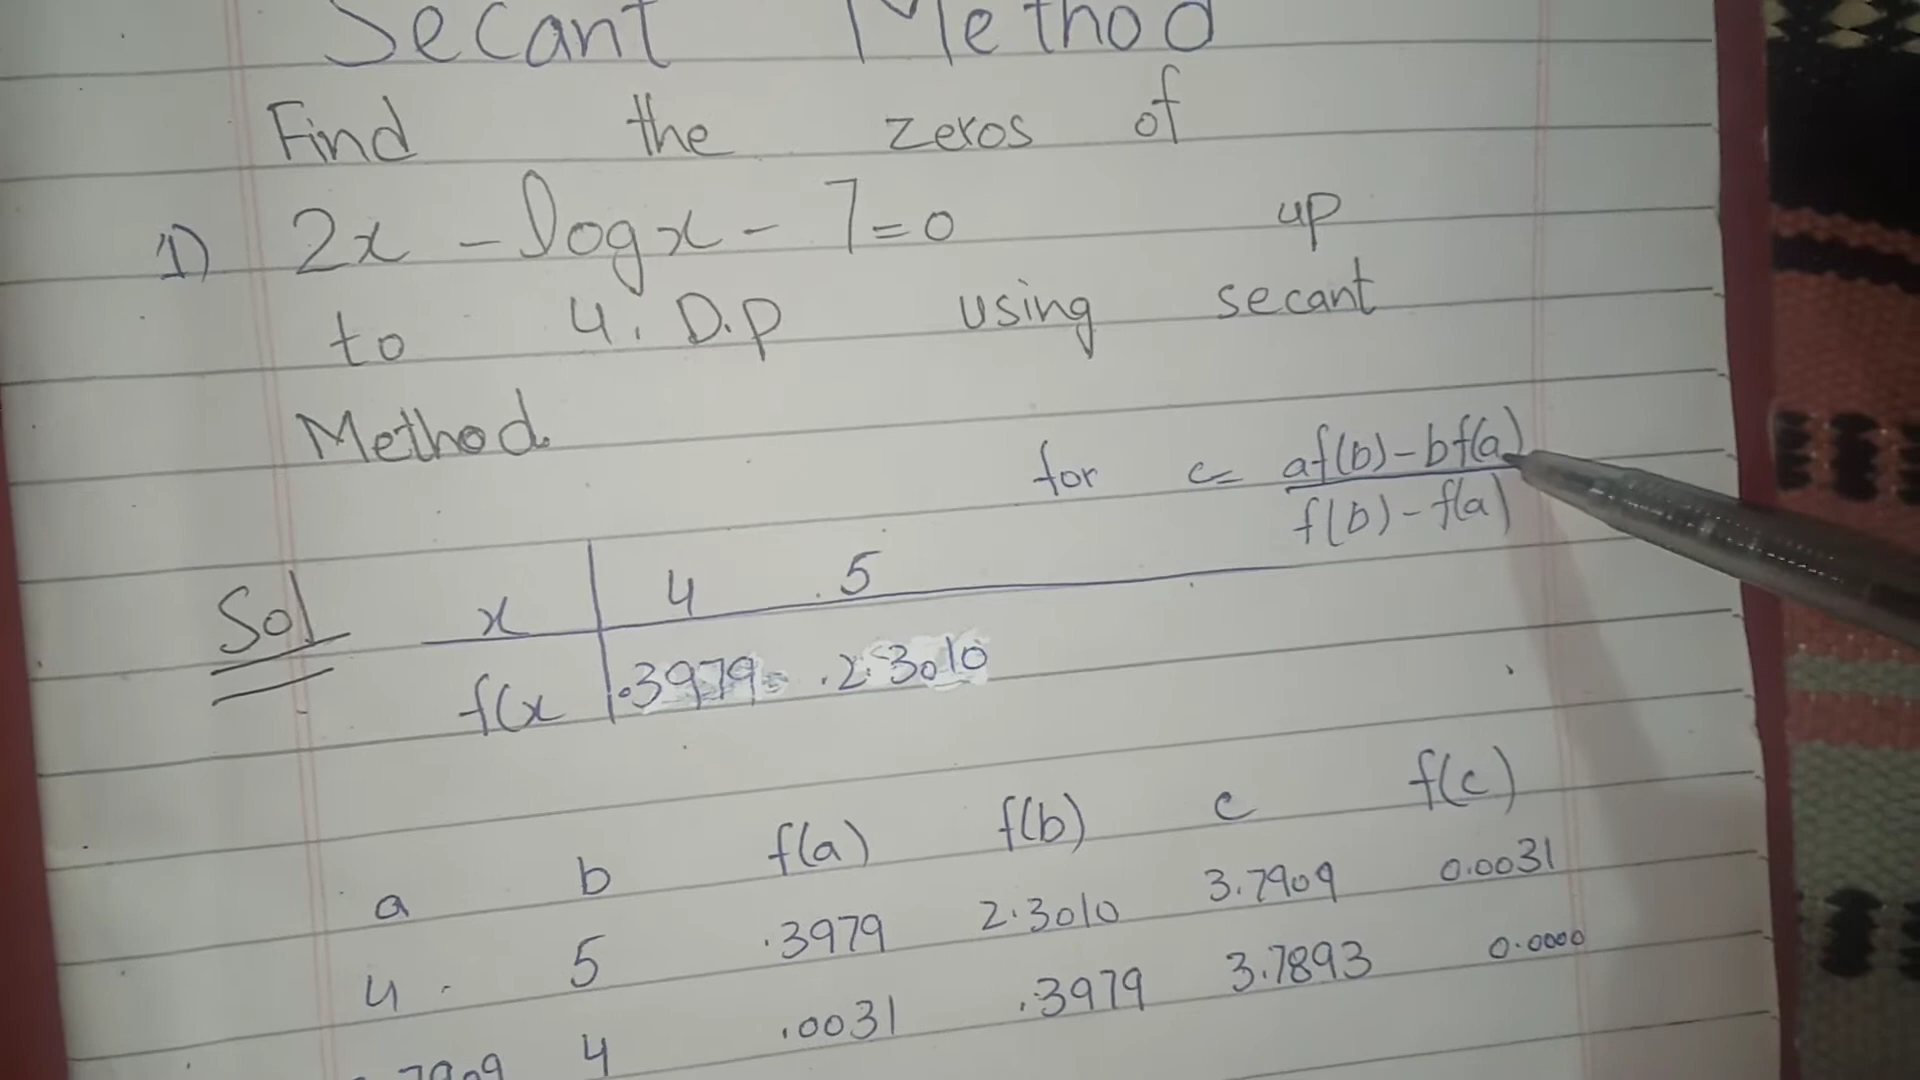 Secant Method
Find the zeros of
1) 2x - log x - 7 = 0 up
to 4. D.p using secant
Method.
for c = af(b) - bf(a)
f(b) - f(a)
Sol x 4 .5
f(x .3979 .2.3010
a b f(a) f(b) c f(c)
4. 5 .3979 2.3010 3.7909 0.0031
.7909 4 .0031 .3979 3.7893 0.0000